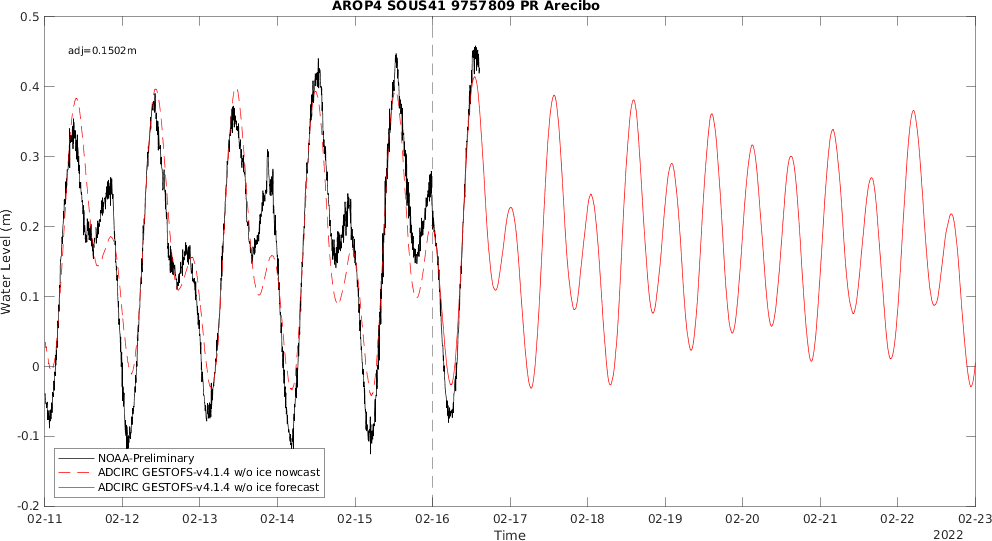 AROP4 SOUS41 9757809 PR Arecibo
adj=0.1502m
0.5
0.4
0.3
0.2
0.1
0
-0.1
-0.2
Water Level (m)
NOAA-Preliminary
ADCIRC GESTOFS-v4.1.4 w/o ice nowcast
ADCIRC GESTOFS-v4.1.4 w/o ice forecast
02-11 02-12 02-13 02-14 02-15 02-16 02-17 02-18 02-19 02-20 02-21 02-22 02-23
Time
2022